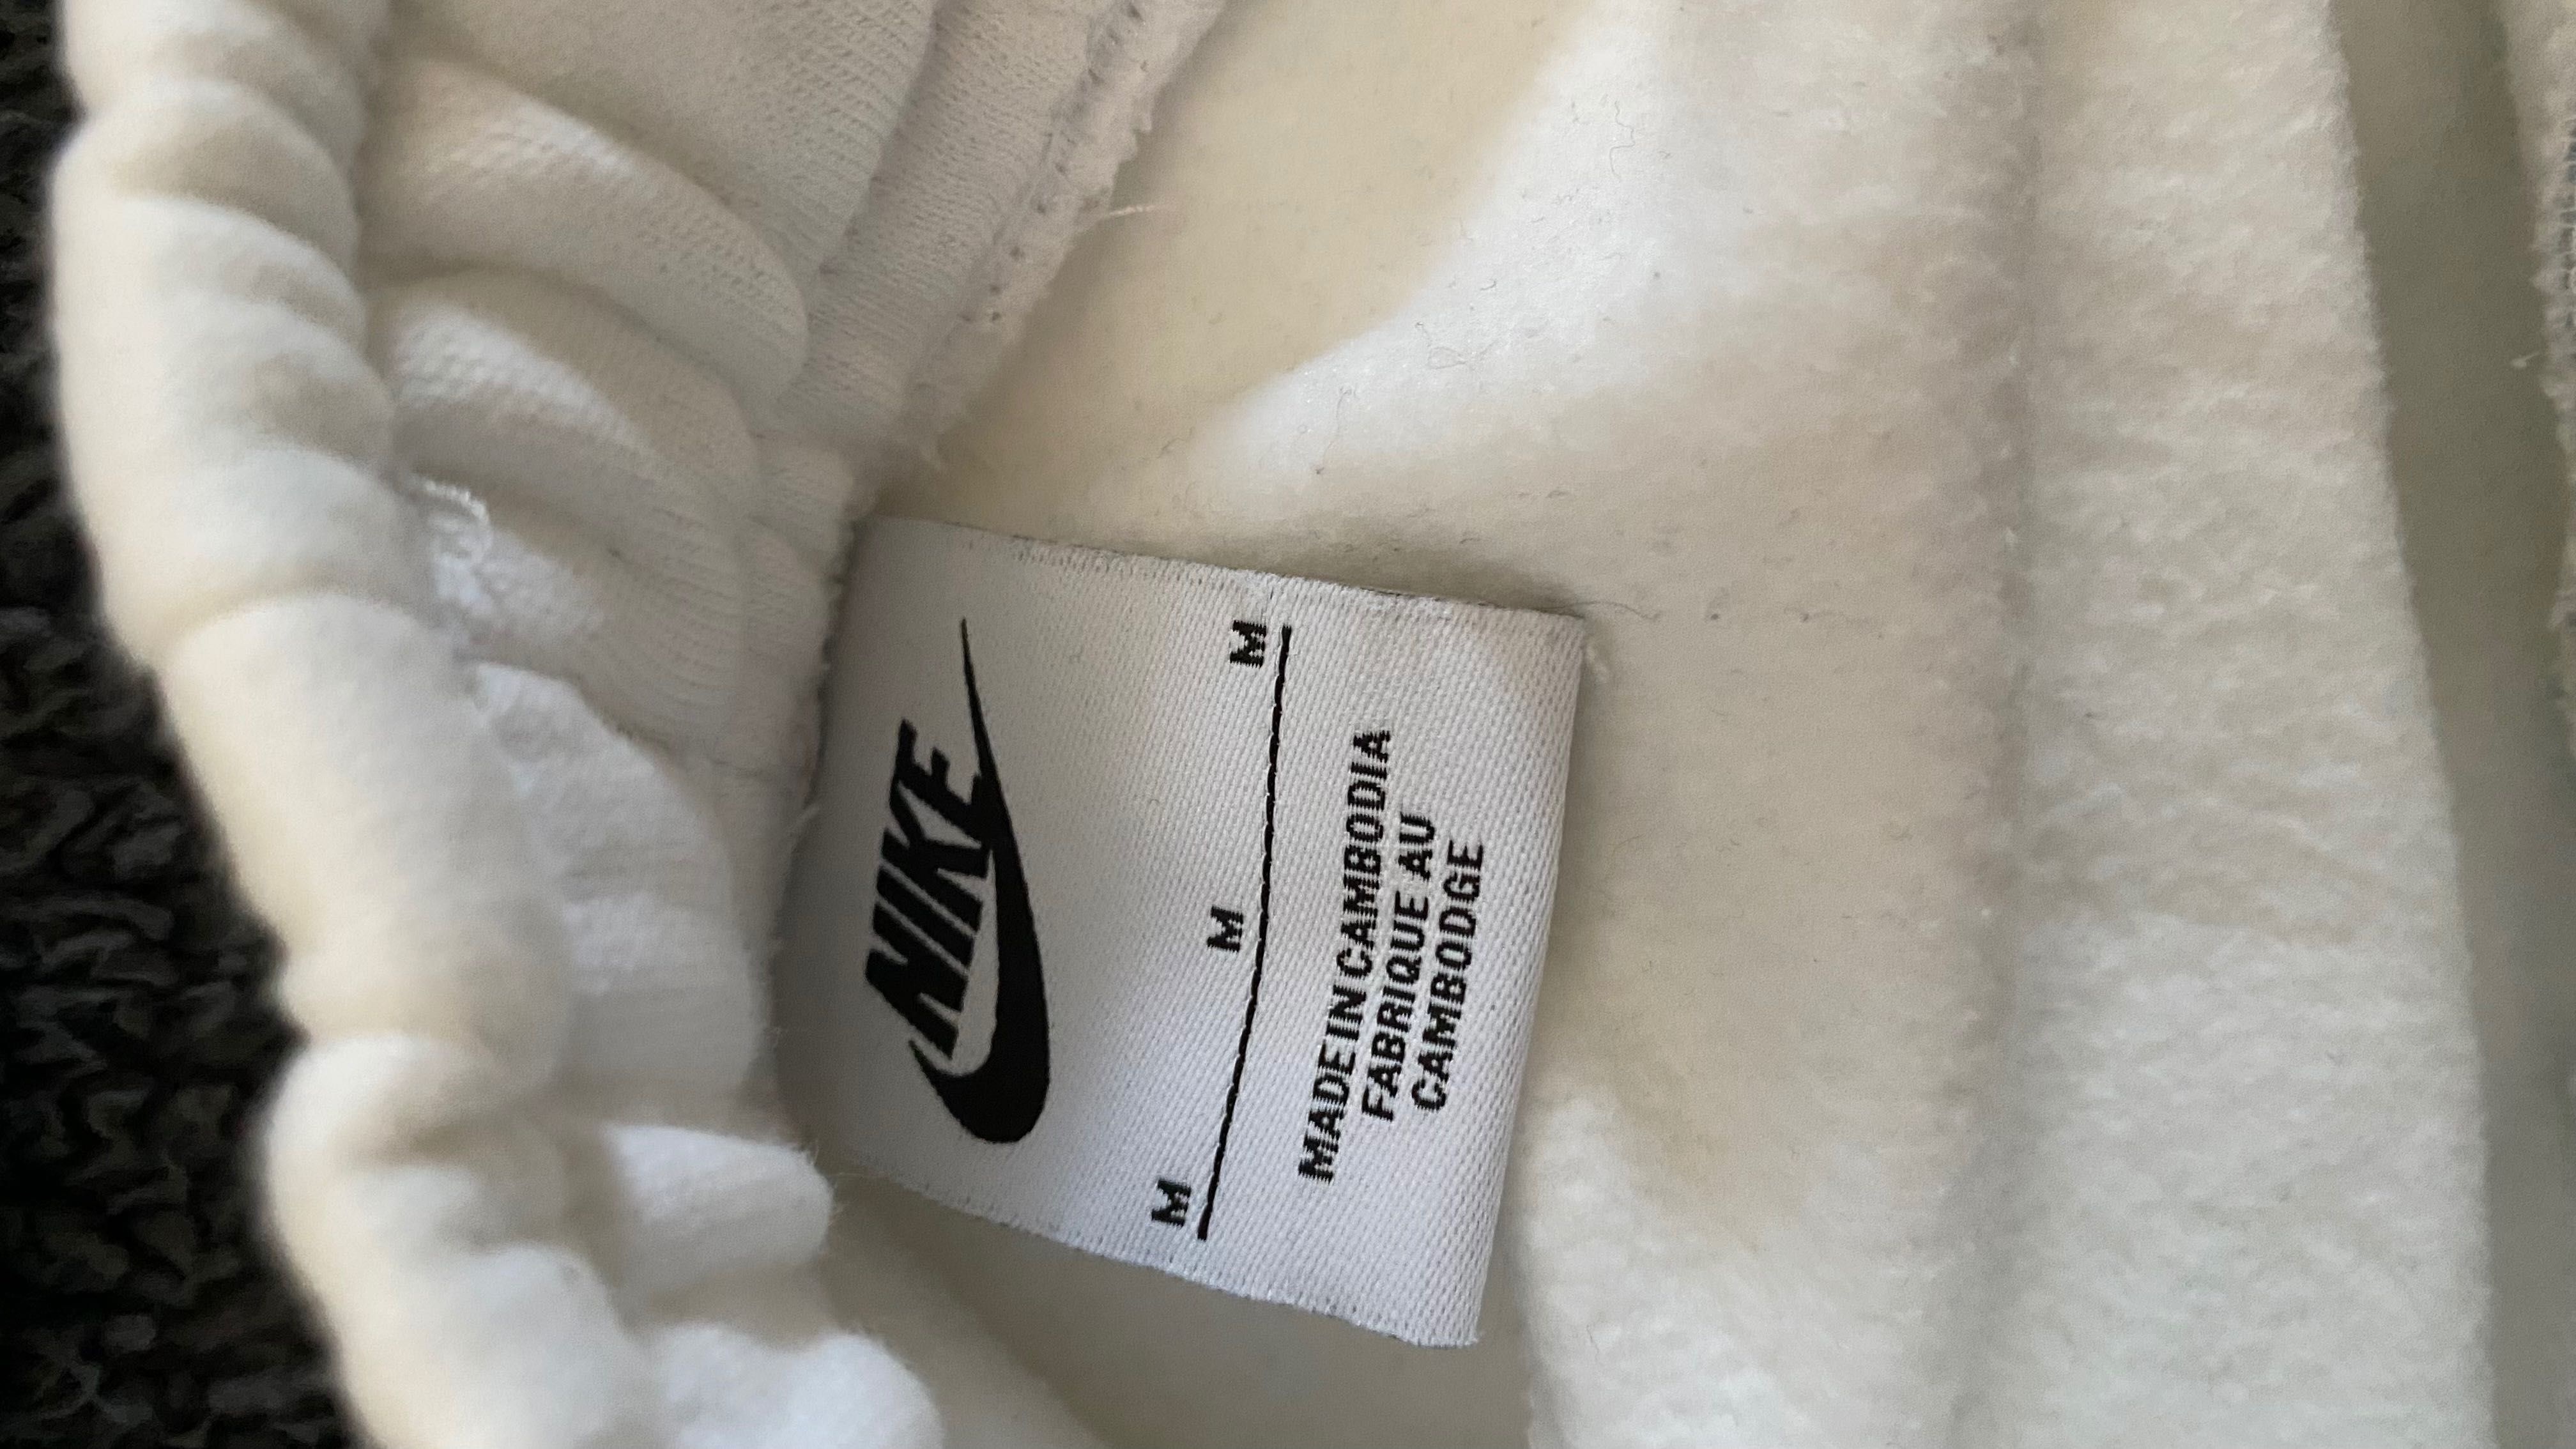 NIKE
M M M
MADE IN CAMBODIA
FABRIQUE AU
CAMBODGE